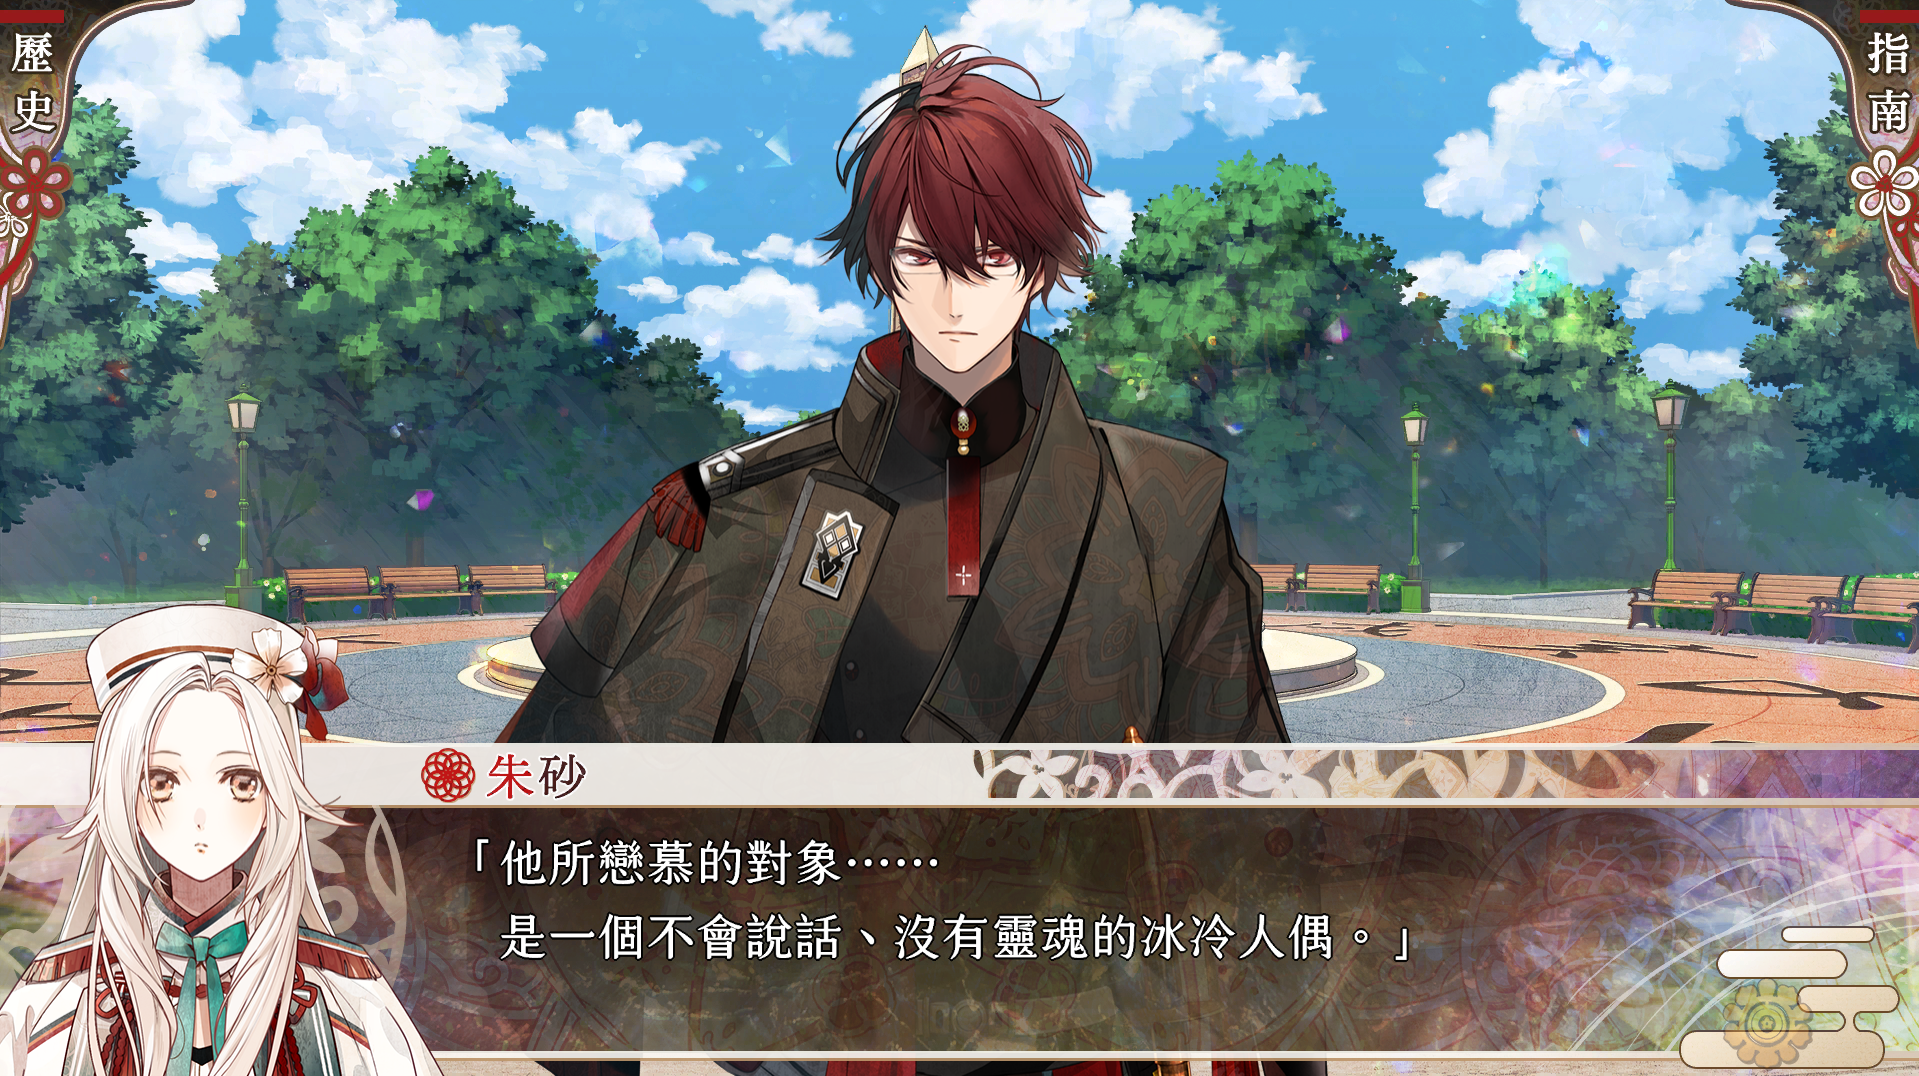 歷史
指南
朱砂
「他所戀慕的對象⋯⋯
是一個不會說話、沒有靈魂的冰冷人偶。」